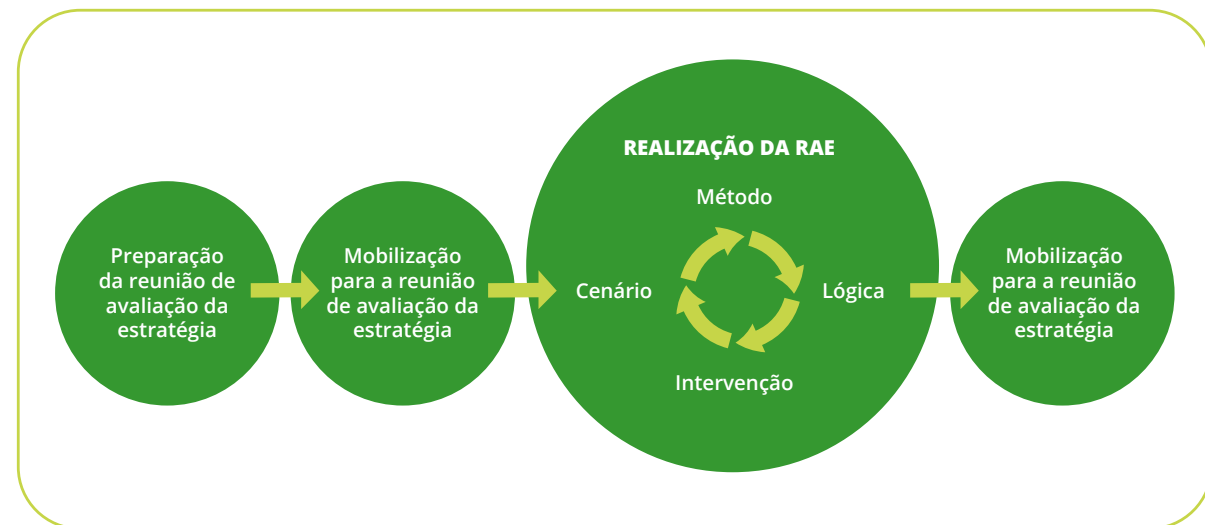 Preparação
da reunião de
avaliação da
estratégia
Mobilização
para a reunião
de avaliação da
estratégia
REALIZAÇÃO DA RAE
Método
Cenário
Lógica
Intervenção
Mobilização
para a reunião
de avaliação da
estratégia